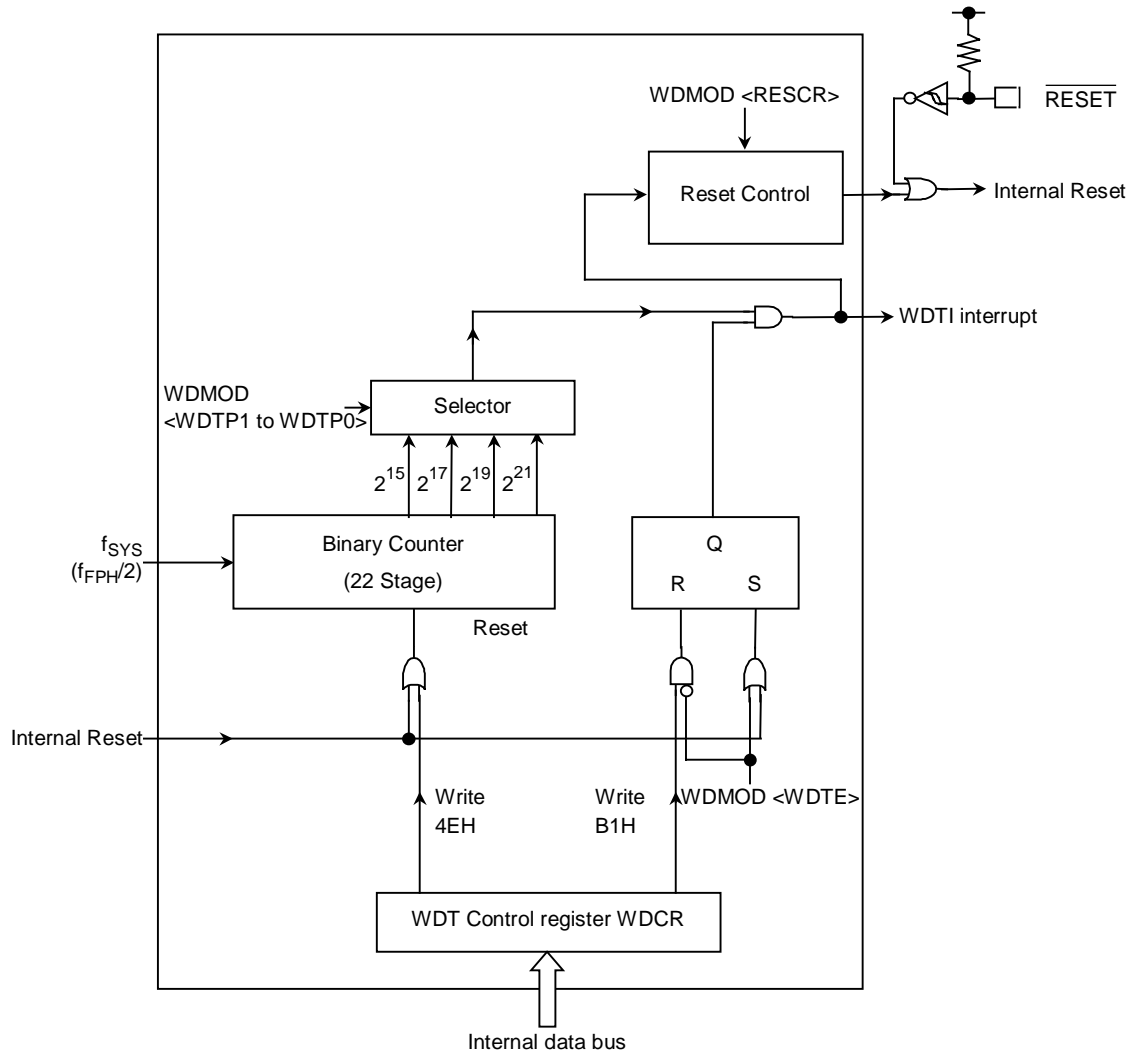 WDMOD <RESCR>
RESET
Reset Control
Internal Reset
WDTI interrupt
WDMOD
<WDTP1 to WDTP0>
Selector
2^15 2^17 2^19 2^21
fSYS
(fFPH/2)
Binary Counter
(22 Stage)
Q
R S
Reset
Internal Reset
Write
4EH
Write
B1H
WDMOD <WDTE>
WDT Control register WDCR
Internal data bus